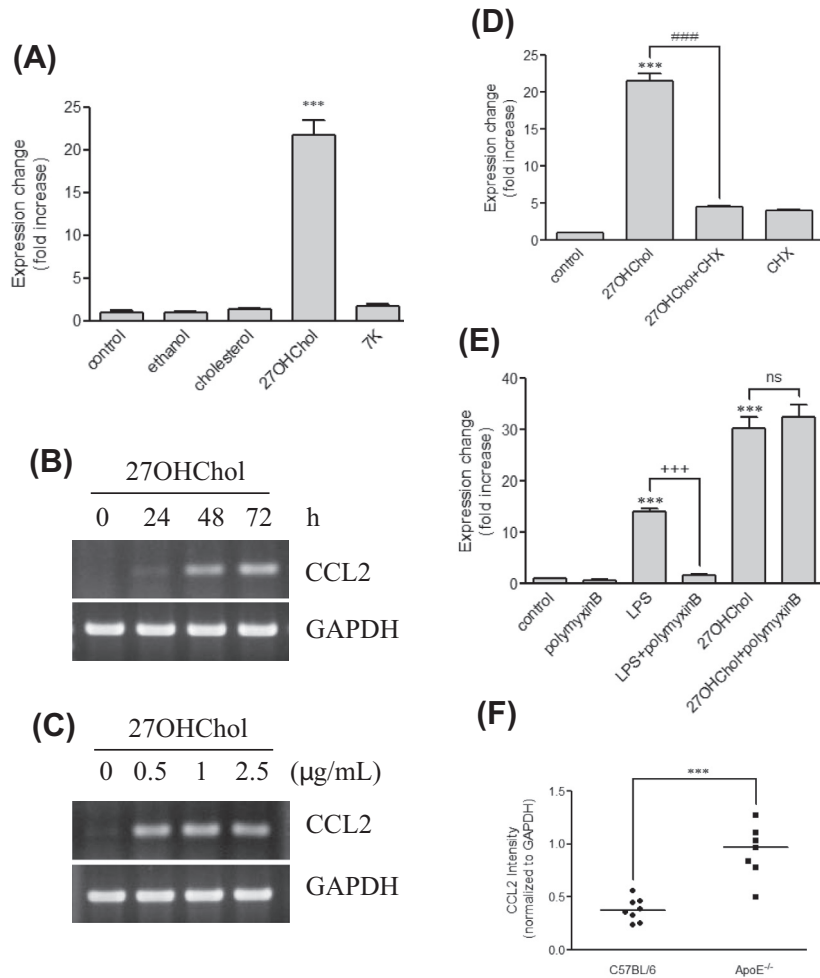 (A)
***
25
20
15
10
5
0
Expression change
(fold increase)
control
ethanol
cholesterol
27OHChol
7K
(B)
27OHChol
0 24 48 72 h
CCL2
GAPDH
(C)
27OHChol
0 0.5 1 2.5 (μg/mL)
CCL2
GAPDH
(D)
###
***
25
20
15
10
5
0
Expression change
(fold increase)
control
27OHChol
27OHChol+CHX
CHX
(E)
ns
***
+++
***
40
30
20
10
0
Expression change
(fold increase)
control
polymyxinB
LPS
LPS+polymyxinB
27OHChol
27OHChol+polymyxinB
(F)
***
1.5
1.0
0.5
0.0
CCL2 Intensity
(normalized to GAPDH)
C57BL/6
ApoE-/-